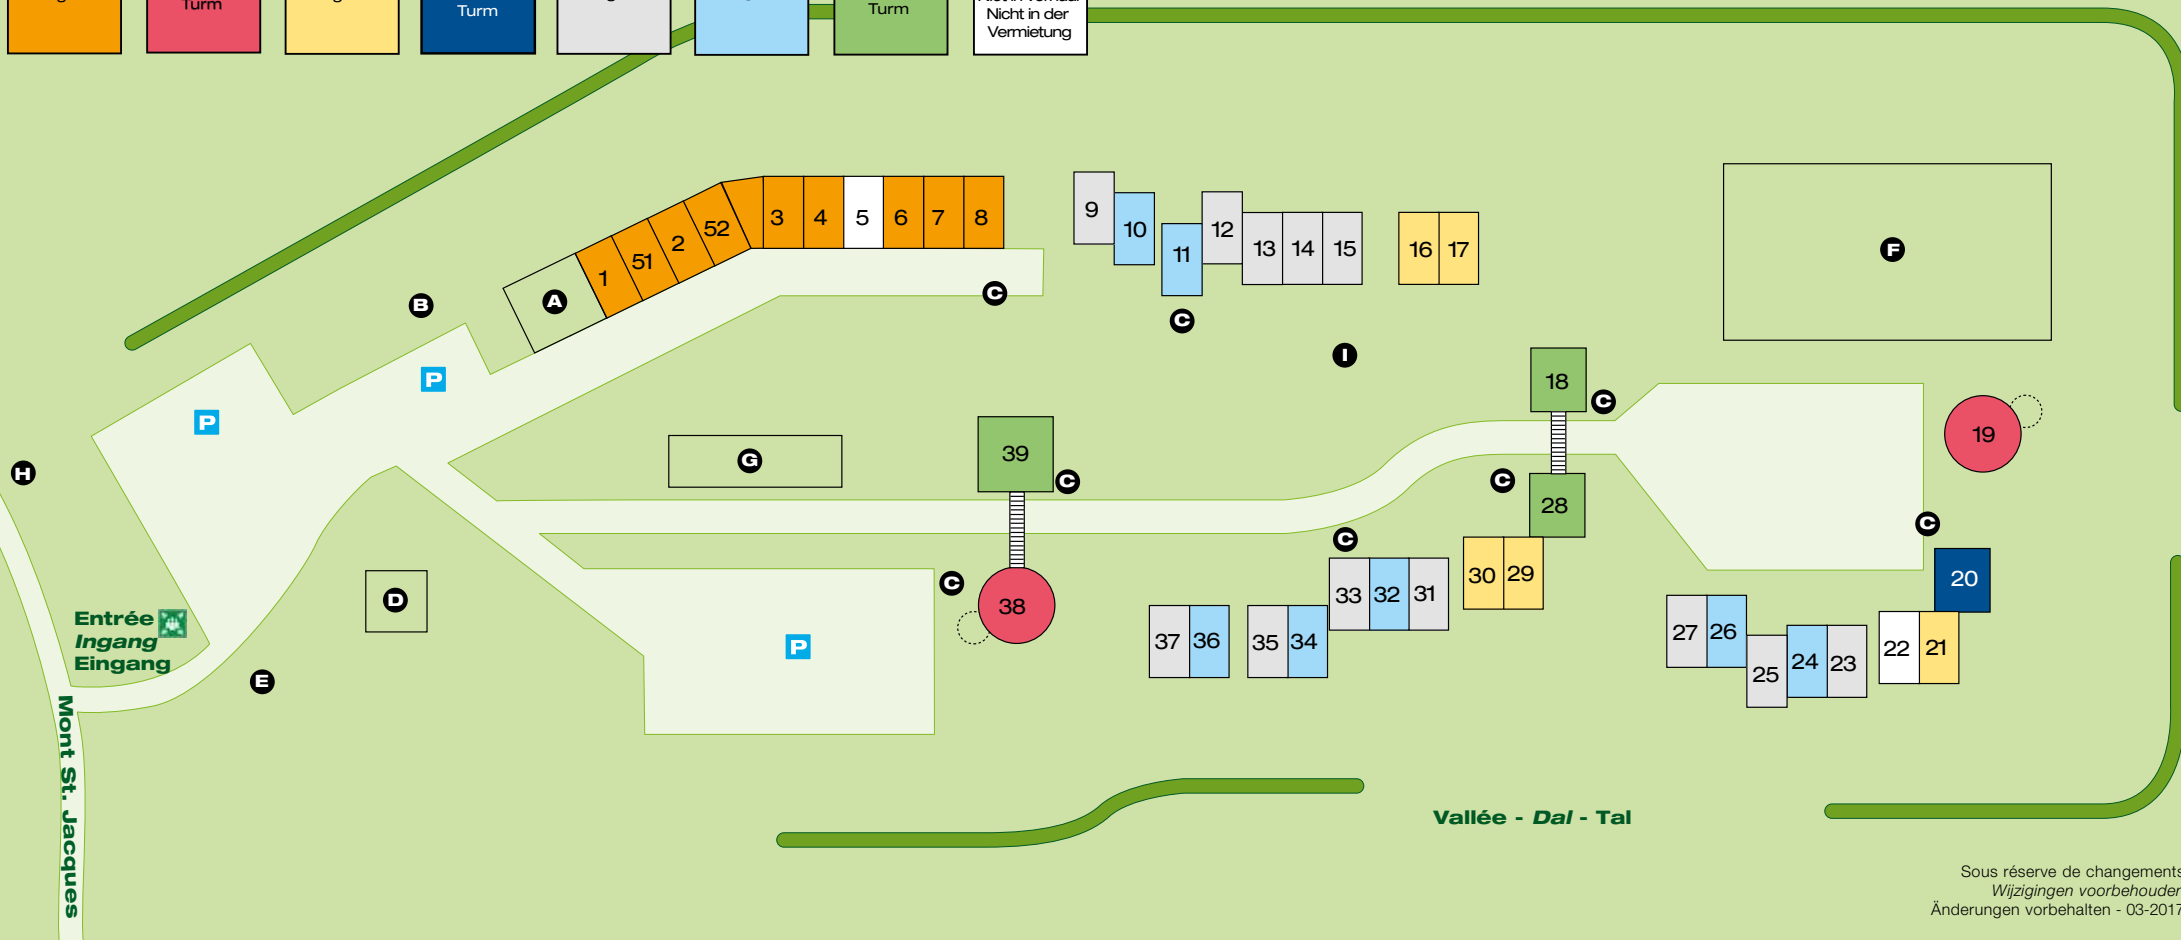 Turm
Turm
Turm
Nicht in der
Vermietung
1 51 2 52 3 4 5 6 7 8
9 10 11 12 13 14 15 16 17
A
B
C
C
F
I
P
P
18
C
19
H
G
39
C
C
28
C
C
D
C
38
33 32 31
30 29
20
Entrée
Ingang
Eingang
E
P
37 36 35 34
27 26 25 24 23 22 21
Mont St. Jacques
Vallée - Dal - Tal
Sous réserve de changements
Wijzigingen voorbehouden
Änderungen vorbehalten - 03-2017